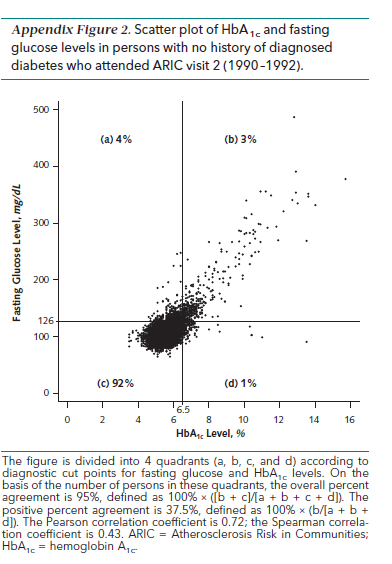 Appendix Figure 2. Scatter plot of HbA1c and fasting
glucose levels in persons with no history of diagnosed
diabetes who attended ARIC visit 2 (1990–1992).
500
(a) 4%
(b) 3%
400
Fasting Glucose Level, mg/dL
300
200
126
100
(c) 92%
(d) 1%
0
6.5
0 2 4 6 8 10 12 14 16
HbA1c Level, %
The figure is divided into 4 quadrants (a, b, c, and d) according to
diagnostic cut points for fasting glucose and HbA1c levels. On the
basis of the number of persons in these quadrants, the overall percent
agreement is 95%, defined as 100% × ([b + c]/[a + b + c + d]). The
positive percent agreement is 37.5%, defined as 100% × (b/[a + b +
d]). The Pearson correlation coefficient is 0.72; the Spearman correla-
tion coefficient is 0.43. ARIC = Atherosclerosis Risk in Communities;
HbA1c = hemoglobin A1c.